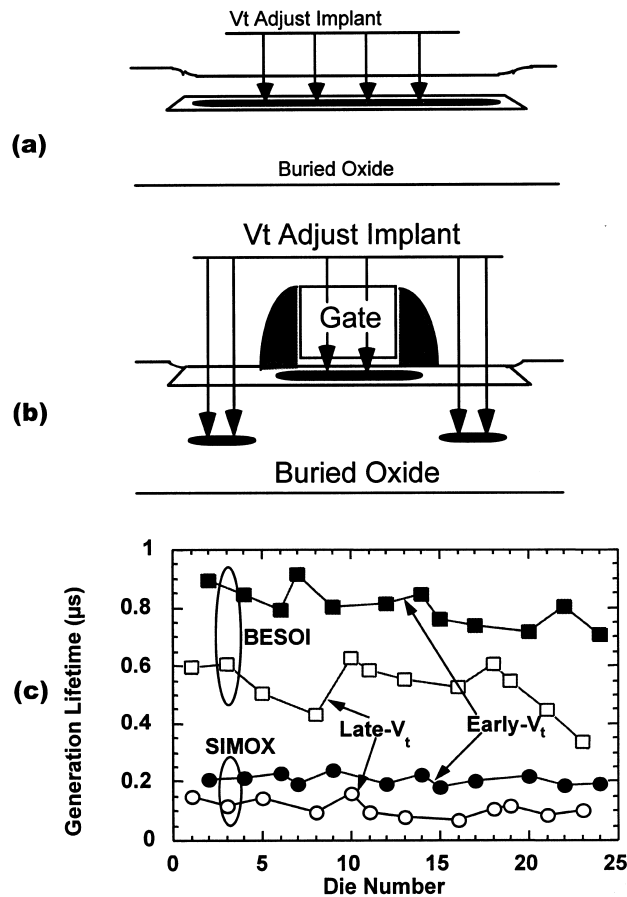 Vt Adjust Implant
(a)
Buried Oxide
Vt Adjust Implant
Gate
(b)
Buried Oxide
(c)
Generation Lifetime (μs)
1
0.8
0.6
0.4
0.2
0
BESOI
Late-Vt
Early-Vt
SIMOX
0 5 10 15 20 25
Die Number